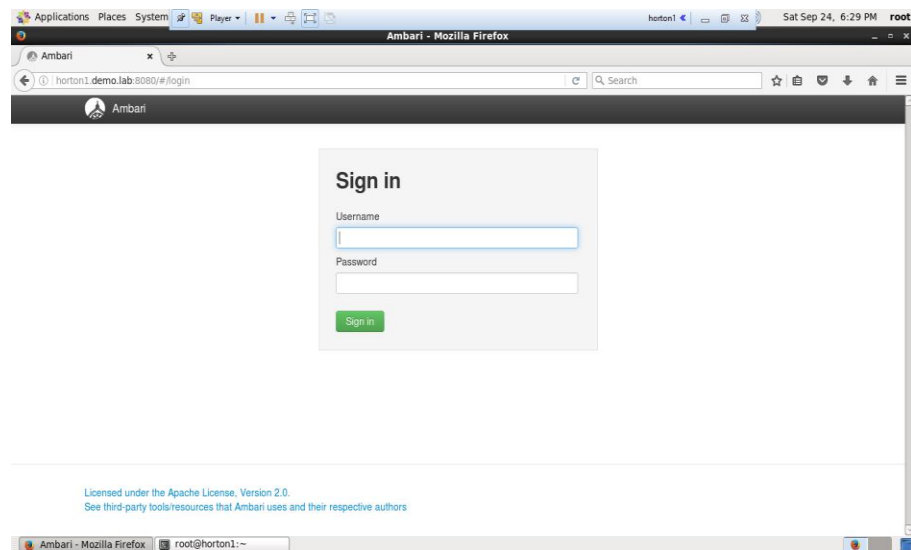 Applications Places System Player horton1 Sat Sep 24, 6:29 PM root
Ambari - Mozilla Firefox
Ambari
horton1.demo.lab:8080/#/login Search
Ambari
Sign in
Username
Password
Sign in
Licensed under the Apache License, Version 2.0.
See third-party tools/resources that Ambari uses and their respective authors
Ambari - Mozilla Firefox root@horton1:~